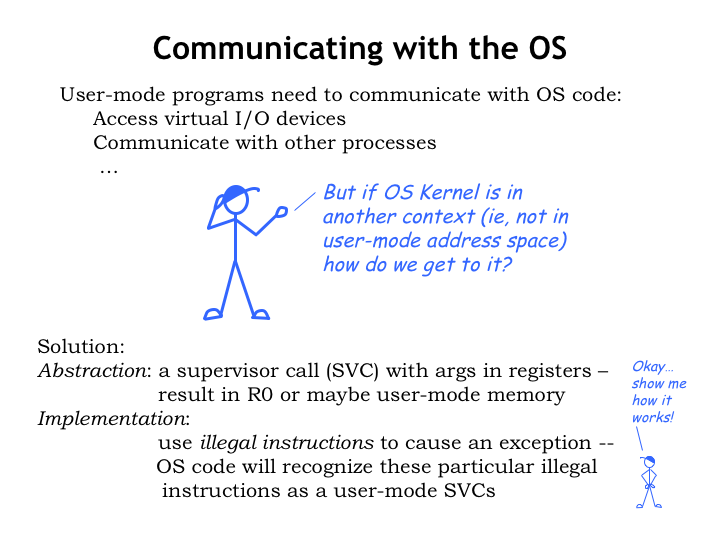 Communicating with the OS
User-mode programs need to communicate with OS code:
Access virtual I/O devices
Communicate with other processes
…
But if OS Kernel is in
another context (ie, not in
user-mode address space)
how do we get to it?
Solution:
Abstraction: a supervisor call (SVC) with args in registers –
result in R0 or maybe user-mode memory
Implementation:
use illegal instructions to cause an exception --
OS code will recognize these particular illegal
instructions as a user-mode SVCs
Okay…
show me
how it
works!